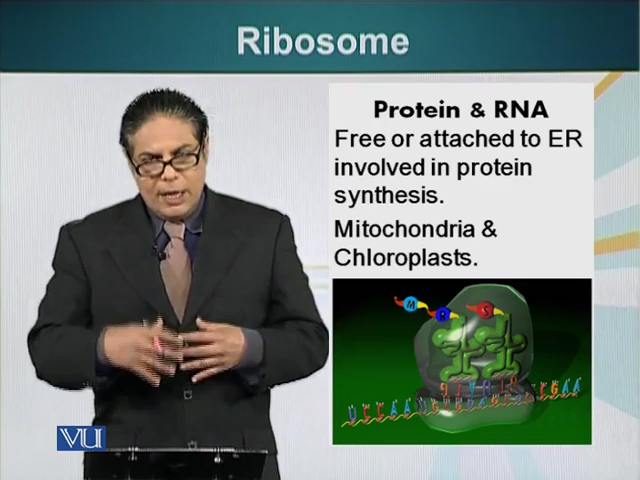 Ribosome
Protein & RNA
Free or attached to ER
involved in protein
synthesis.
Mitochondria &
Chloroplasts.
M R S
VU